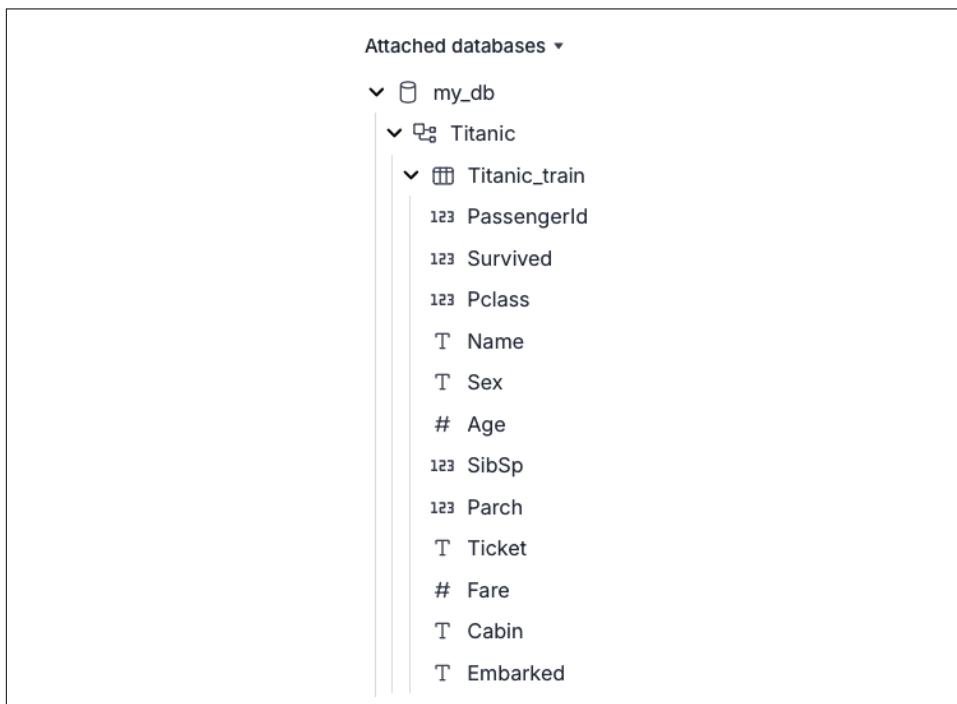 Attached databases
my_db
Titanic
Titanic_train
123 PassengerId
123 Survived
123 Pclass
T Name
T Sex
# Age
123 SibSp
123 Parch
T Ticket
# Fare
T Cabin
T Embarked